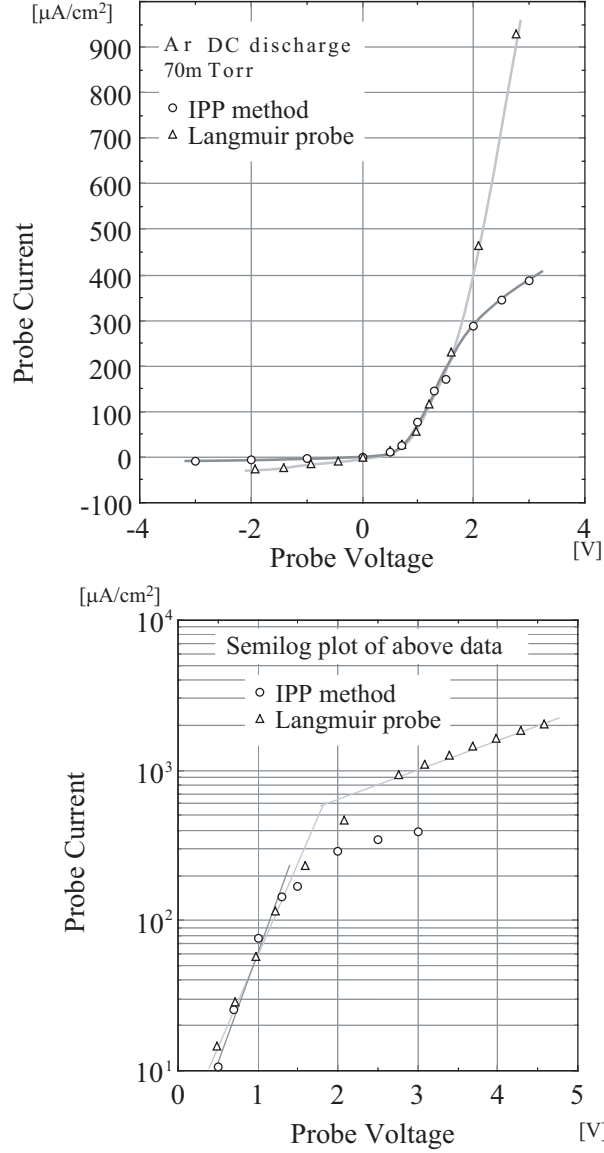 [µA/cm²]
900
800
700
600
500
400
300
200
100
0
-100
-4
-2
0
2
4
Ar DC discharge
70m Torr
IPP method
Langmuir probe
Probe Current
Probe Voltage
[V]
[µA/cm²]
10⁴
10³
10²
10¹
0
1
2
3
4
5
Semilog plot of above data
IPP method
Langmuir probe
Probe Current
Probe Voltage
[V]